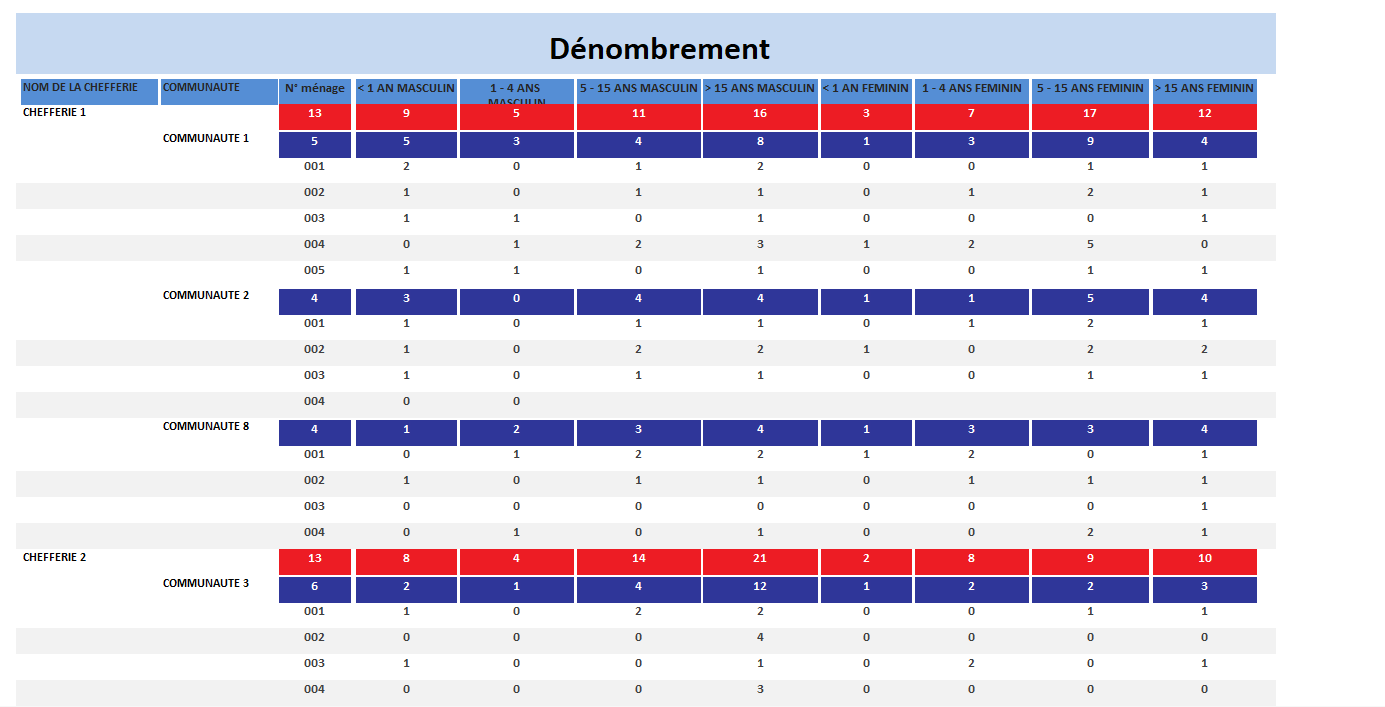 Dénombrement
NOM DE LA CHEFFERIE COMMUNAUTE N° ménage < 1 AN MASCULIN 1 - 4 ANS MASCULIN 5 - 15 ANS MASCULIN > 15 ANS MASCULIN < 1 AN FEMININ 1 - 4 ANS FEMININ 5 - 15 ANS FEMININ > 15 ANS FEMININ
CHEFFERIE 1 13 9 5 11 16 3 7 17 12
COMMUNAUTE 1 5 5 3 4 8 1 3 9 4
001 2 0 1 2 0 0 1 1
002 1 0 1 1 0 1 2 1
003 1 1 0 1 0 0 0 1
004 0 1 2 3 1 2 5 0
005 1 1 0 1 0 0 1 1
COMMUNAUTE 2 4 3 0 4 4 1 1 5 4
001 1 0 1 1 0 1 2 1
002 1 0 2 2 1 0 2 2
003 1 0 1 1 0 0 1 1
004 0 0
COMMUNAUTE 8 4 1 2 3 4 1 3 3 4
001 0 1 2 2 1 2 0 1
002 1 0 1 1 0 1 1 1
003 0 0 0 0 0 0 0 1
004 0 1 0 1 0 0 2 1
CHEFFERIE 2 13 8 4 14 21 2 8 9 10
COMMUNAUTE 3 6 2 1 4 12 1 2 2 3
001 1 0 2 2 0 0 1 1
002 0 0 0 4 0 0 0 0
003 1 0 0 1 0 2 0 1
004 0 0 0 3 0 0 0 0